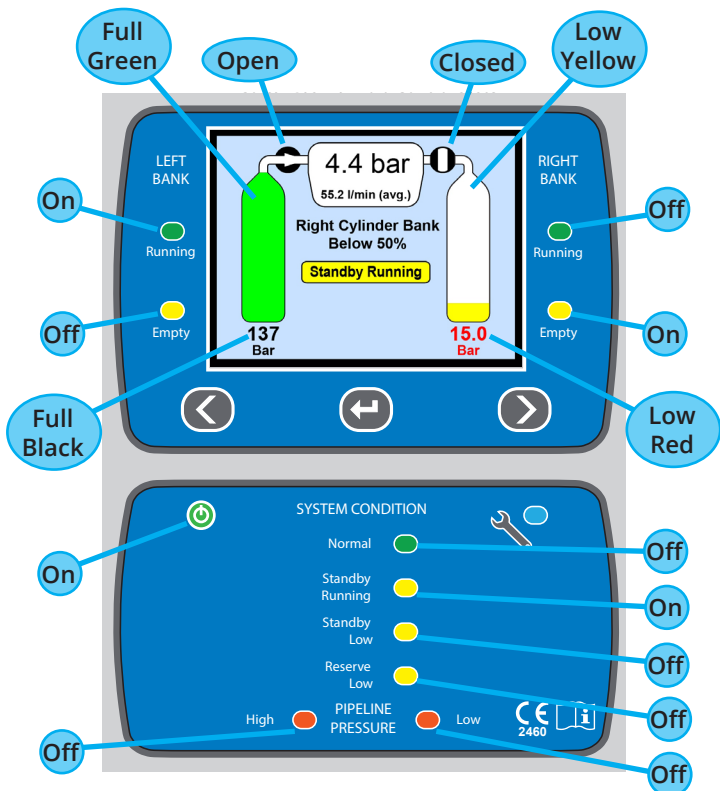 Full
Green
Open
Closed
Low
Yellow
LEFT
BANK
4.4 bar
55.2 l/min (avg.)
RIGHT
BANK
On
Running
Right Cylinder Bank
Below 50%
Standby Running
Off
Running
Off
Empty
137
Bar
15.0
Bar
Empty
On
Full
Black
Low
Red
SYSTEM CONDITION
On
Normal
Off
Standby
Running
On
Standby
Low
Off
Reserve
Low
Off
High
PIPELINE
PRESSURE
Low
CE
2460
i
Off
Off